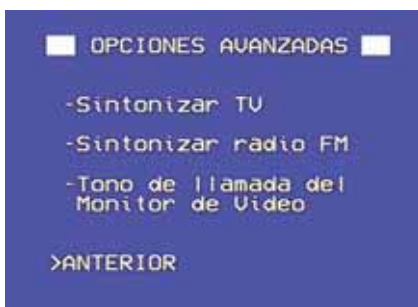 OPCIONES AVANZADAS
-Sintonizar TV
-Sintonizar radio FM
-Tono de llamada del
Monitor de Video
>ANTERIOR